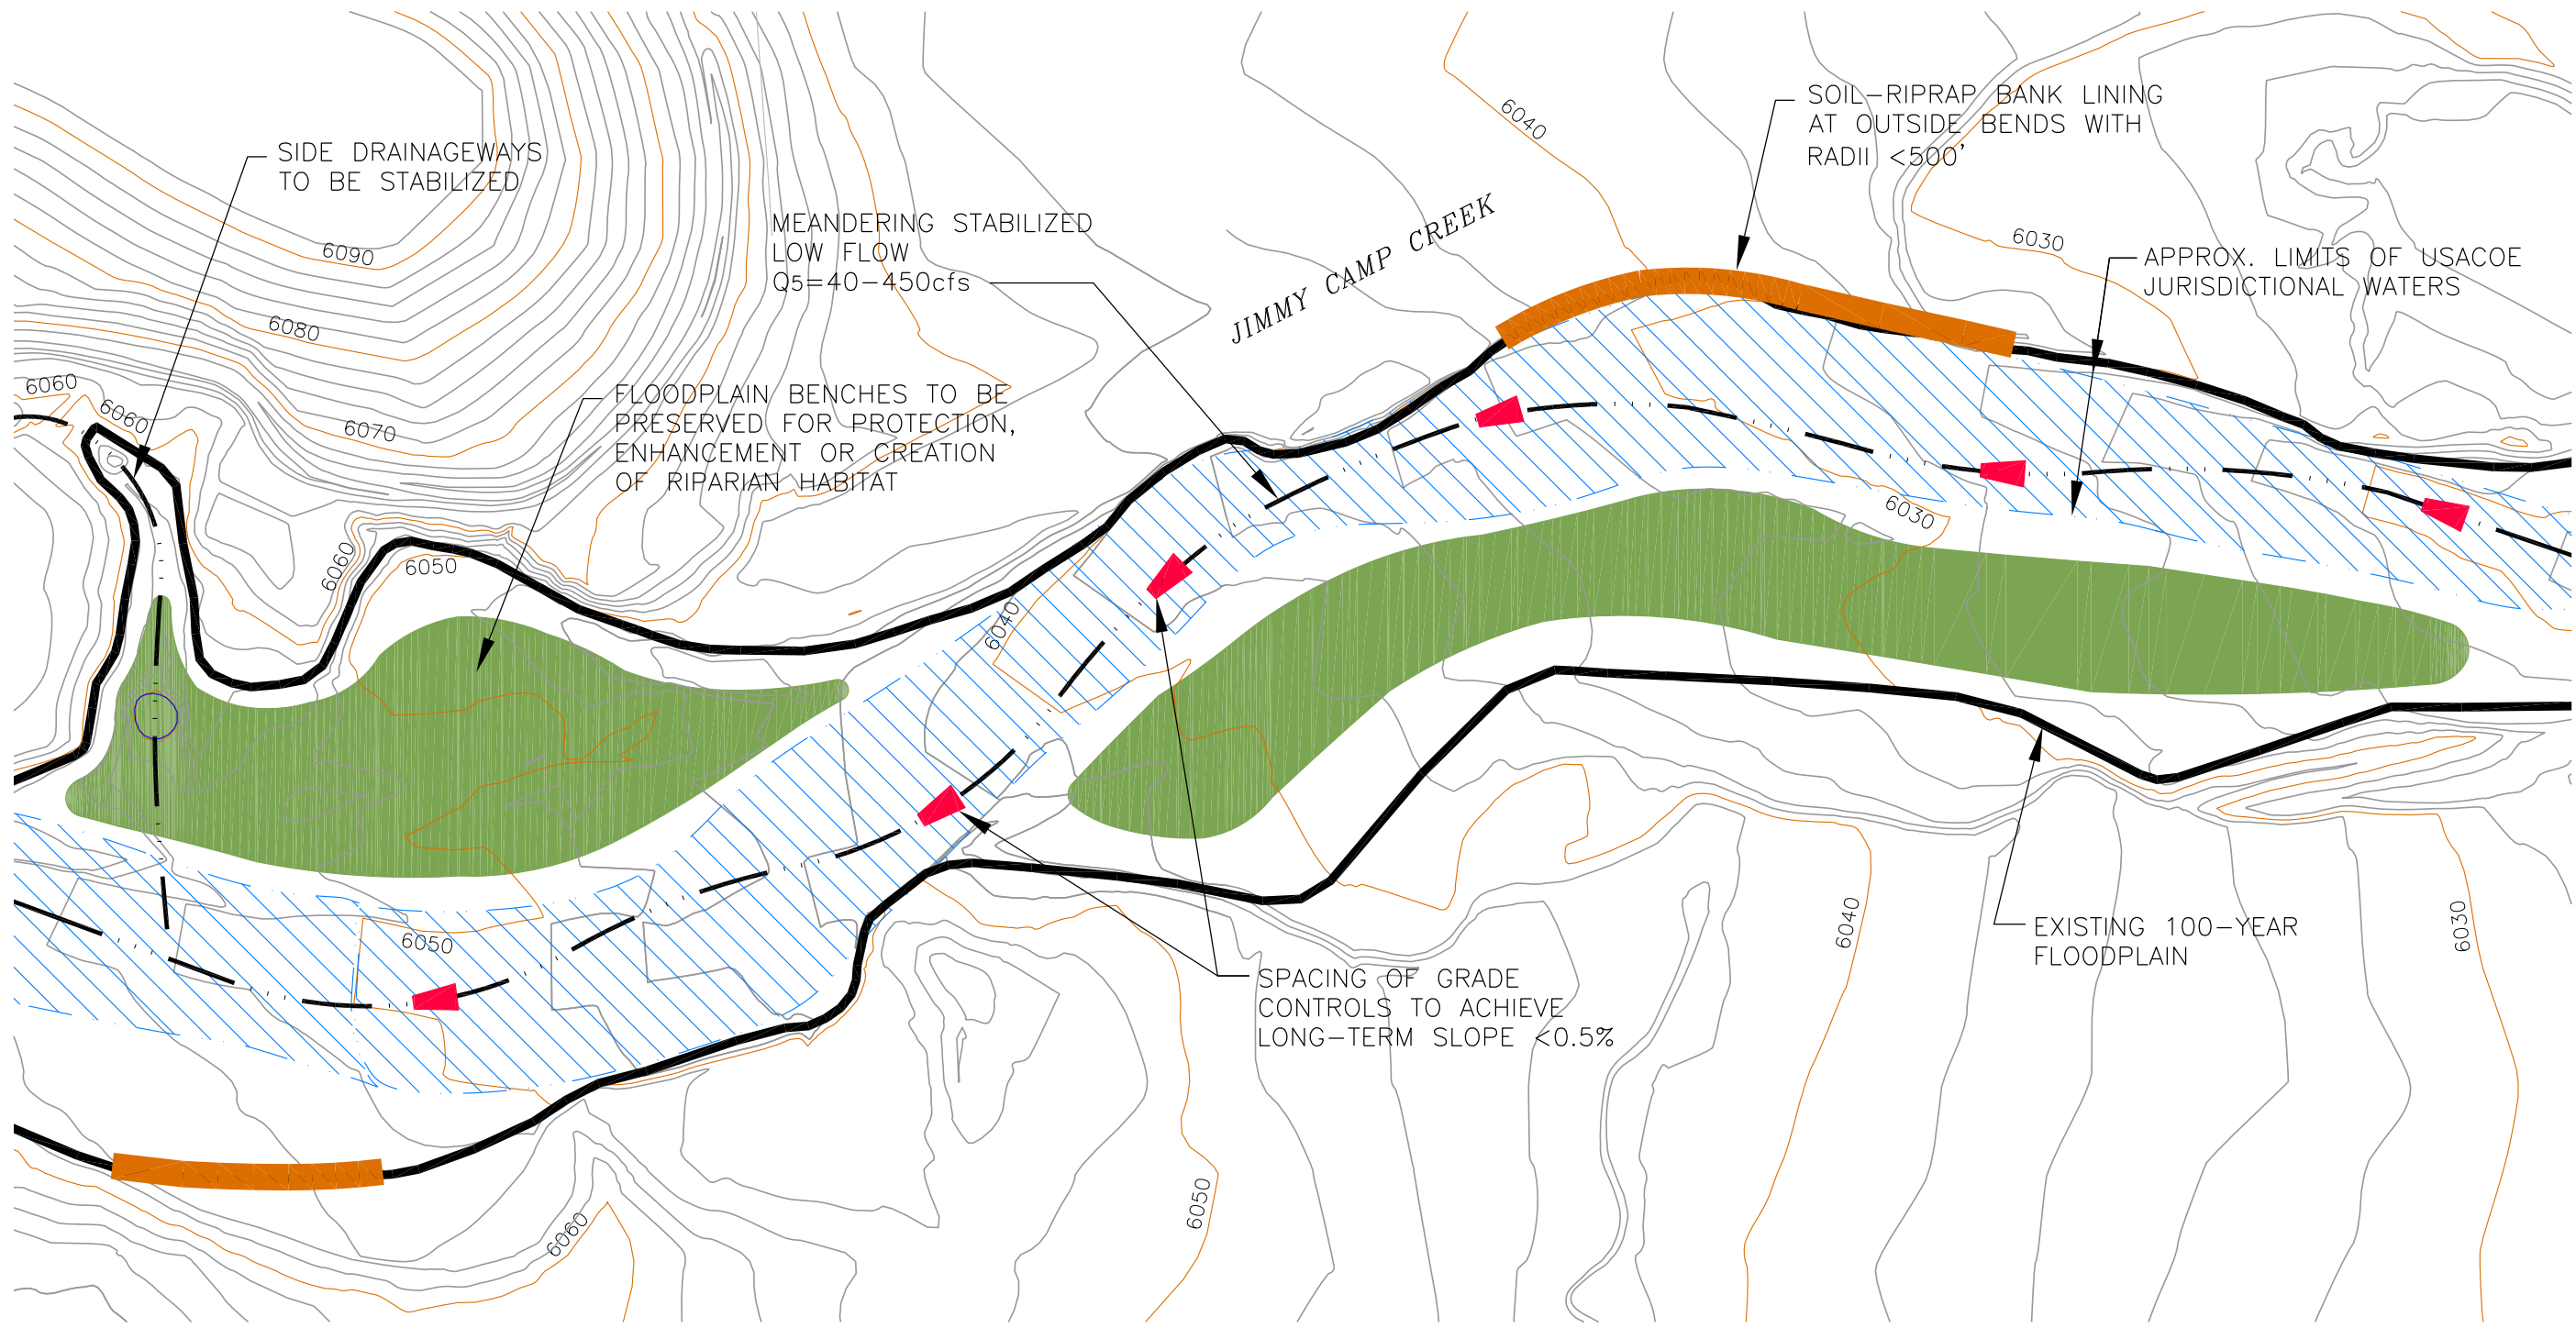 SOIL-RIPRAP BANK LINING
AT OUTSIDE BENDS WITH
RADII <500'
6040
SIDE DRAINAGEWAYS
TO BE STABILIZED
MEANDERING STABILIZED
LOW FLOW
Q5=40-450cfs
JIMMY CAMP CREEK
6030
APPROX. LIMITS OF USACOE
JURISDICTIONAL WATERS
6090
6080
6060
6060
6070
FLOODPLAIN BENCHES TO BE
PRESERVED FOR PROTECTION,
ENHANCEMENT OR CREATION
OF RIPARIAN HABITAT
6030
6060
6050
6040
6050
6040
EXISTING 100-YEAR
FLOODPLAIN
6030
SPACING OF GRADE
CONTROLS TO ACHIEVE
LONG-TERM SLOPE <0.5%
6050
6060